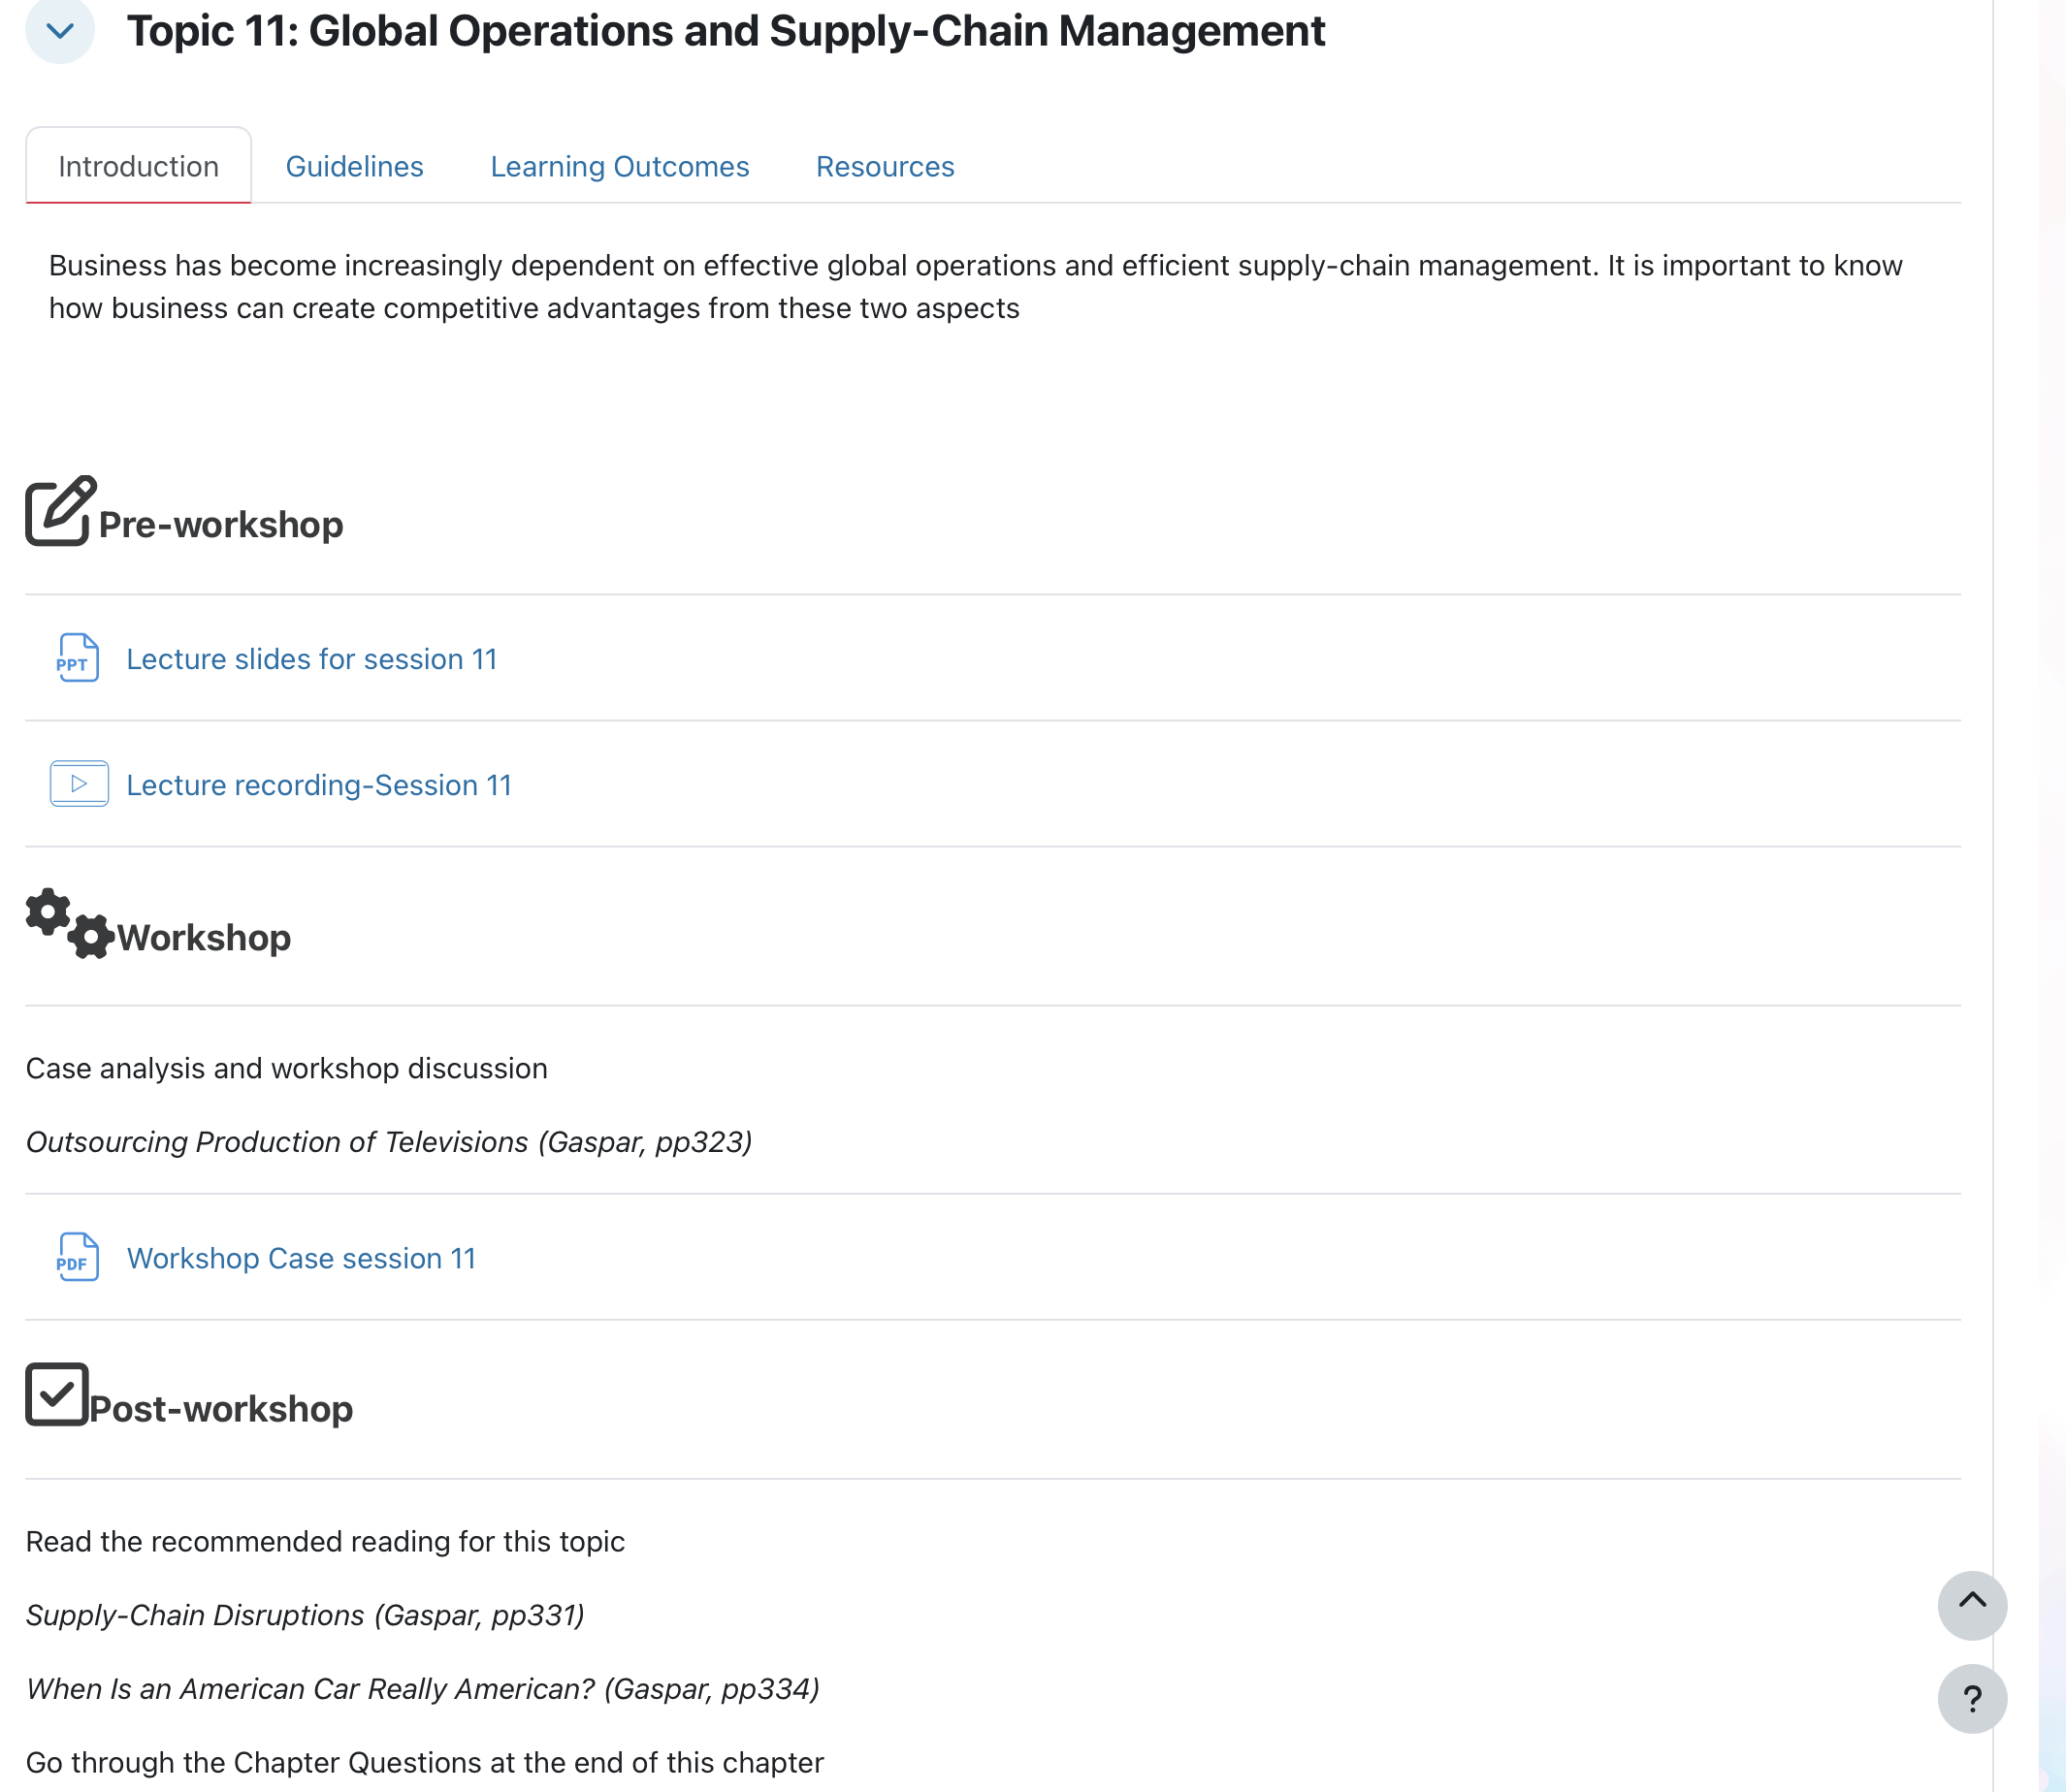 Topic 11: Global Operations and Supply-Chain Management
Introduction
Guidelines
Learning Outcomes
Resources
Business has become increasingly dependent on effective global operations and efficient supply-chain management. It is important to know
how business can create competitive advantages from these two aspects
Pre-workshop
PPT
Lecture slides for session 11
Lecture recording-Session 11
Workshop
Case analysis and workshop discussion
Outsourcing Production of Televisions (Gaspar, pp323)
PDF
Workshop Case session 11
Post-workshop
Read the recommended reading for this topic
Supply-Chain Disruptions (Gaspar, pp331)
When Is an American Car Really American? (Gaspar, pp334)
?
Go through the Chapter Questions at the end of this chapter